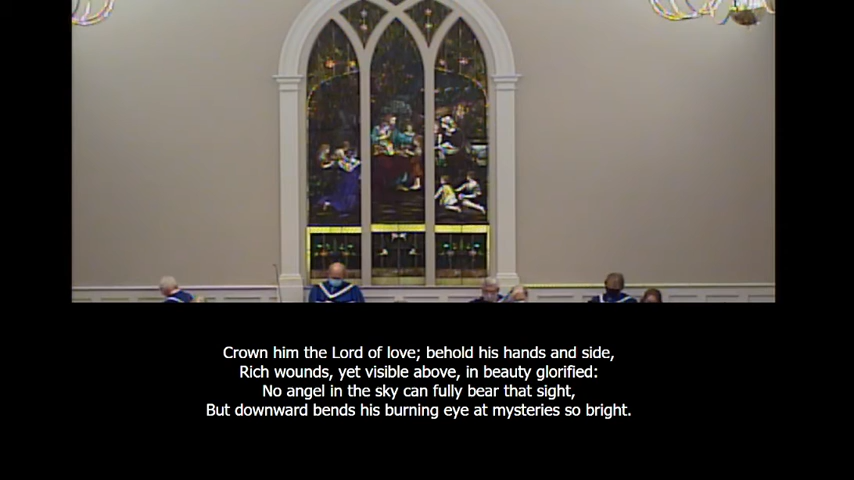 Crown him the Lord of love; behold his hands and side,
Rich wounds, yet visible above, in beauty glorified:
No angel in the sky can fully bear that sight,
But downward bends his burning eye at mysteries so bright.